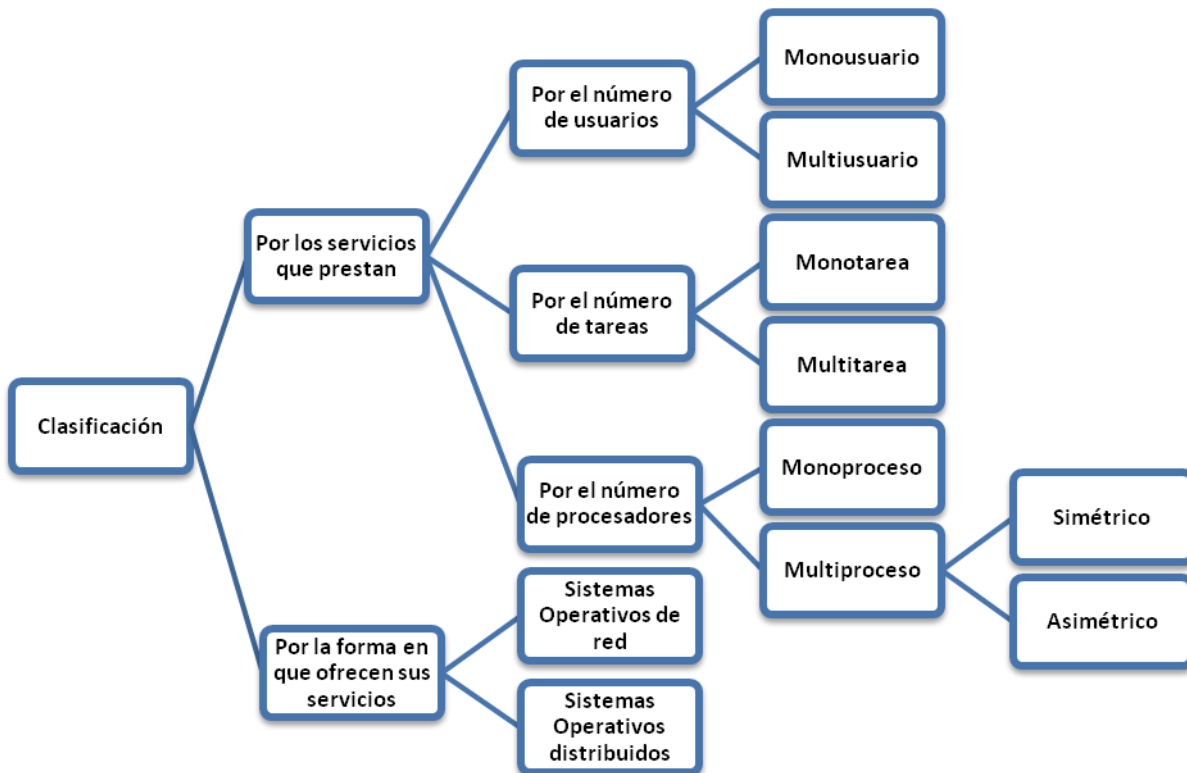 Monousuario
Por el número
de usuarios
Multiusuario
Por los servicios
que prestan
Monotarea
Por el número
de tareas
Multitarea
Clasificación
Monoproceso
Por el número
de procesadores
Simétrico
Multiproceso
Asimétrico
Sistemas
Operativos de
red
Por la forma en
que ofrecen sus
servicios
Sistemas
Operativos
distribuidos